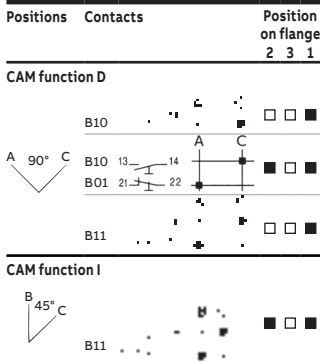 Positions Contacts Position
on flange
2 3 1
CAM function D
B10
A C
A 90° C B10 13 14
B01 21 22
B11
CAM function I
B 45° C
B11